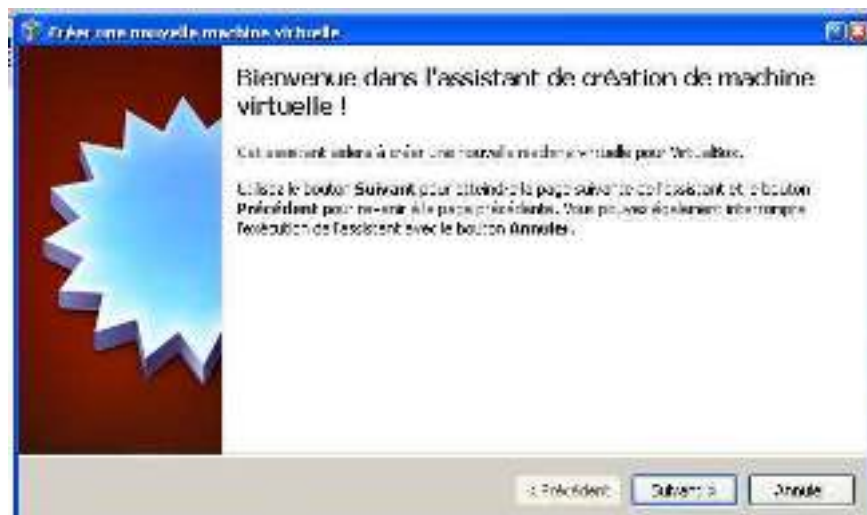 Créer une nouvelle machine virtuelle
Bienvenue dans l'assistant de création de machine
virtuelle !
Cet assistant aidera à créer une nouvelle machine virtuelle pour VirtualBox.
Utilisez le bouton Suivant pour atteindre la page suivante de l'assistant et le bouton
Précédent pour revenir à la page précédente. Vous pouvez également interrompre
l'exécution de l'assistant avec le bouton Annuler.
< Précédent
Suivant >
Annuler